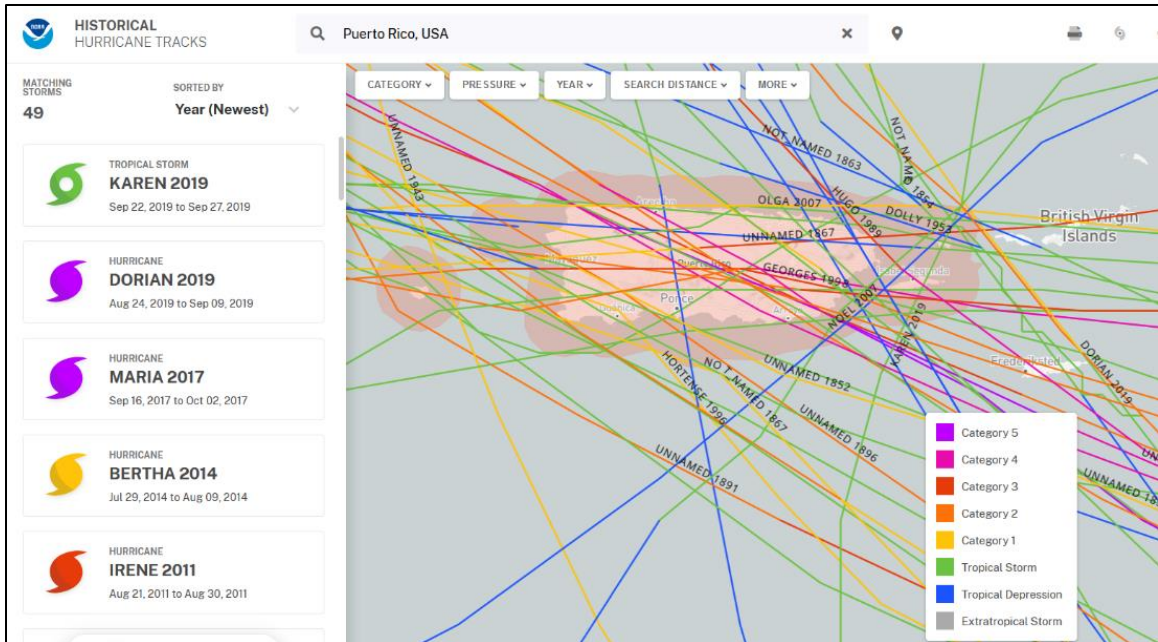 NOAA
HISTORICAL
HURRICANE TRACKS
Puerto Rico, USA
MATCHING
STORMS
49
SORTED BY
Year (Newest)
TROPICAL STORM
KAREN 2019
Sep 22, 2019 to Sep 27, 2019
HURRICANE
DORIAN 2019
Aug 24, 2019 to Sep 09, 2019
HURRICANE
MARIA 2017
Sep 16, 2017 to Oct 02, 2017
HURRICANE
BERTHA 2014
Jul 29, 2014 to Aug 09, 2014
HURRICANE
IRENE 2011
Aug 21, 2011 to Aug 30, 2011
CATEGORY
PRESSURE
YEAR
SEARCH DISTANCE
MORE
UNNAMED 1943
NOT NAMED 1863
NOT NAMED 1854
OLGA 2007
HUGO 1989
DOLLY 1953
British Virgin
Islands
UNNAMED 1867
Puerto Rico
GEORGES 1998
Ponce
NOEL 2007
KAREN 2019
Frederiksted
DORIAN 2019
HORTENSE 1996
NOT NAMED 1867
UNNAMED 1852
UNNAMED 1896
UNNAMED 1891
Category 5
Category 4
Category 3
Category 2
Category 1
Tropical Storm
Tropical Depression
Extratropical Storm